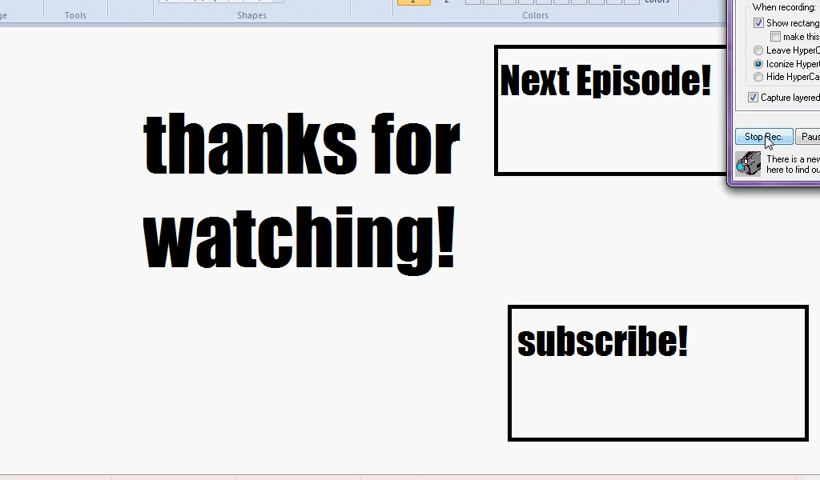 Shapes
Tools
Colors
When recording:
Show rectang
make this
Leave HyperC
Iconize Hyper
Hide HyperCa
Capture layered
Stop Rec.
Paus
There is a new
here to find ou
Next Episode!
thanks for
watching!
subscribe!